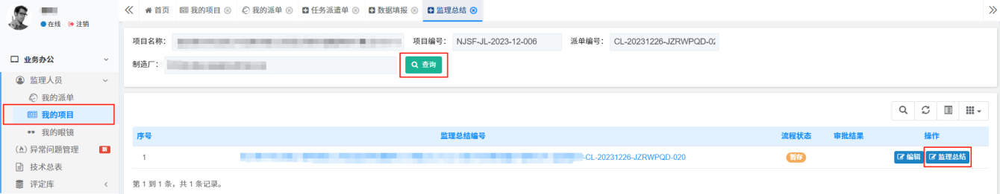 首页 我的项目 我的派单 任务派遣单 数据填报 监理总结
在线 注销
项目名称： 项目编号： NJSF-JL-2023-12-006 派单编号： CL-20231226-JZRWPQD-02
制造厂： 查询
业务办公
监理人员
我的派单
我的项目
我的眼镜
异常问题管理 新
技术总表
评定库
序号 监理总结编号 流程状态 审批结果 操作
1 -CL-20231226-JZRWPQD-020 暂存 编辑 监理总结
第 1 到 1 条，共 1 条记录。